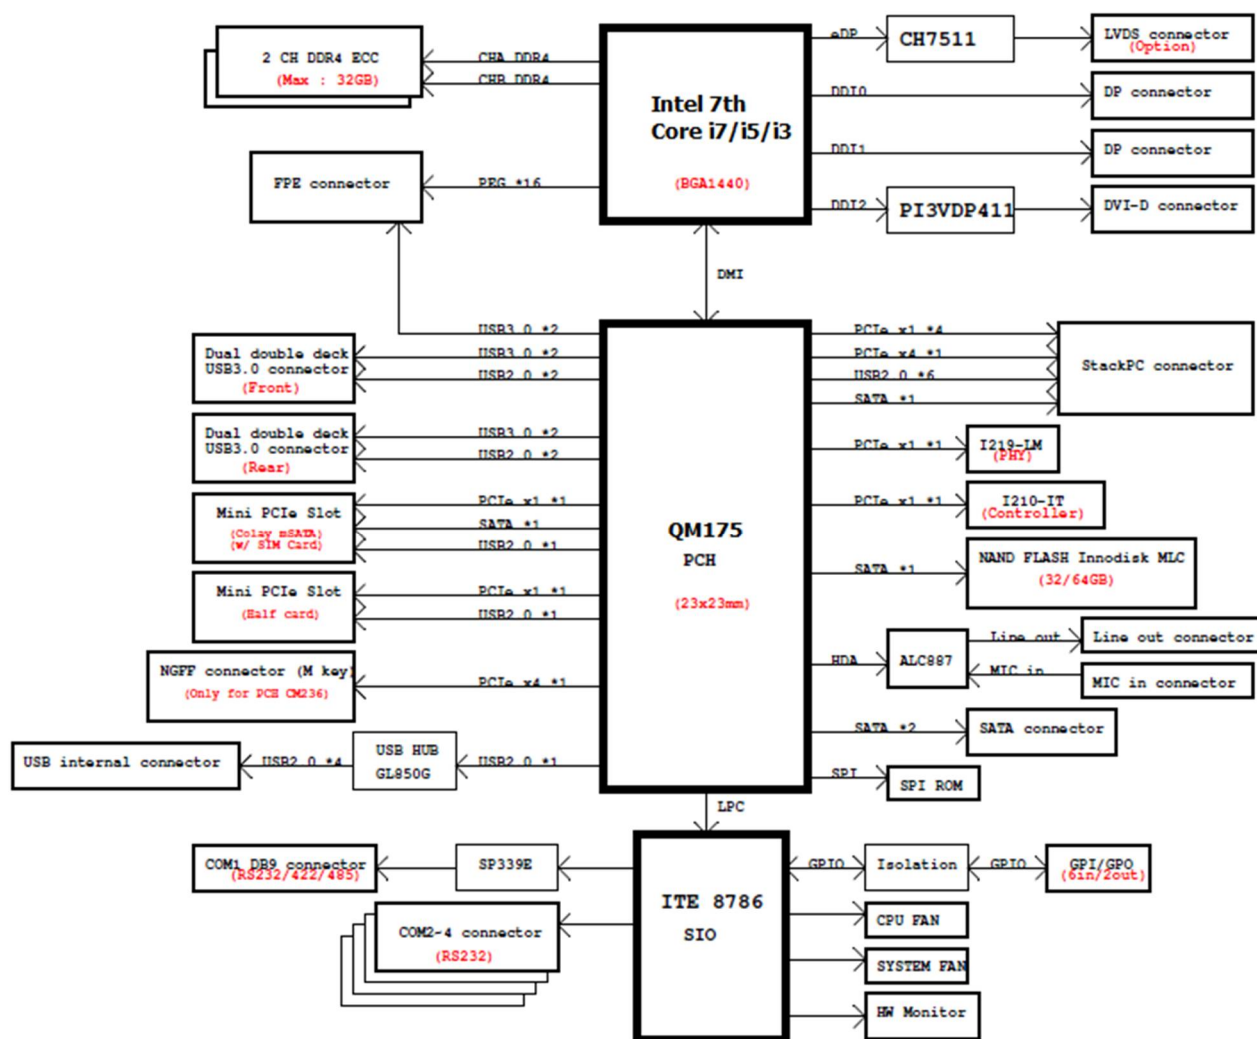 2 CH DDR4 ECC
(Max : 32GB)
CHA DDR4
CHB DDR4
Intel 7th
Core i7/i5/i3
(BGA1440)
eDP
CH7511
LVDS connector
(Option)
DDI0
DP connector
DDI1
DP connector
DDI2
PI3VDP411
DVI-D connector
FPE connector
PEG *16
DMI
USB3.0 *2
Dual double deck
USB3.0 connector
(Front)
USB3.0 *2
USB2.0 *2
Dual double deck
USB3.0 connector
(Rear)
USB3.0 *2
USB2.0 *2
Mini PCIe Slot
(Colay mSATA)
(W/ SIM Card)
PCIe x1 *1
SATA *1
USB2.0 *1
Mini PCIe Slot
(Half card)
PCIe x1 *1
USB2.0 *1
NGFF connector (M key)
(Only for PCH CM236)
PCIe x4 *1
USB internal connector
USB2.0 *4
USB HUB
GL850G
USB2.0 *1
QM175
PCH
(23x23mm)
PCIe x1 *4
PCIe x4 *1
USB2.0 *6
SATA *1
StackPC connector
PCIe x1 *1
I219-LM
(PHY)
PCIe x1 *1
I210-IT
(Controller)
SATA *1
NAND FLASH Innodisk MLC
(32/64GB)
HDA
ALC887
Line out
Line out connector
MIC in
MIC in connector
SATA *2
SATA connector
SPI
SPI ROM
LPC
COM1 DB9 connector
(RS232/422/485)
SP339E
COM2-4 connector
(RS232)
ITE 8786
SIO
GPIO
Isolation
GPIO
GPI/GPO
(6in/2out)
CPU FAN
SYSTEM FAN
HW Monitor